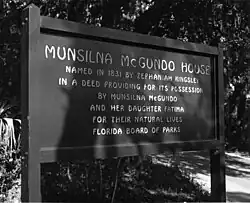 MUNSILNA MCGUNDO HOUSE
NAMED IN 1831 BY ZEPHANIAH KINGSLEY
IN A DEED PROVIDING FOR ITS POSSESSION
BY MUNSILNA MCGUNDO
AND HER DAUGHTER FATIMA
FOR THEIR NATURAL LIVES
FLORIDA BOARD OF PARKS